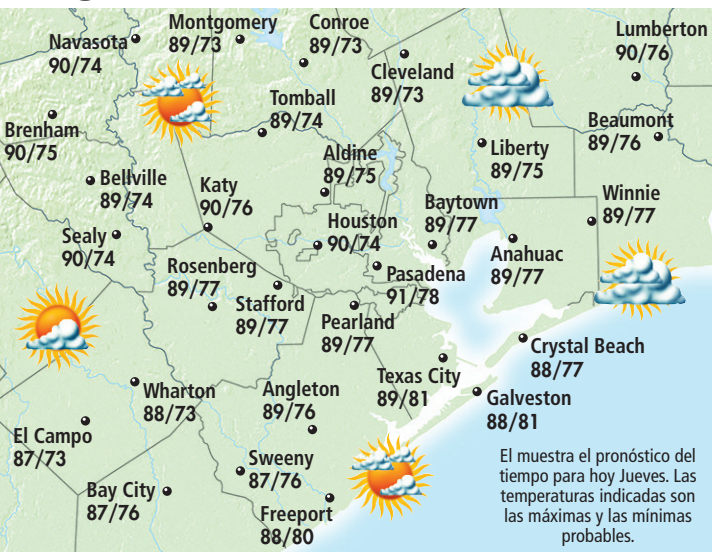 Navasota
90/74
Montgomery
89/73
Conroe
89/73
Cleveland
89/73
Lumberton
90/76
Tomball
89/74
Brenham
90/75
Beaumont
89/76
Liberty
89/75
Aldine
89/75
Bellville
89/74
Katy
90/76
Baytown
89/77
Winnie
89/77
Houston
90/74
Sealy
90/74
Anahuac
89/77
Rosenberg
89/77
Pasadena
91/78
Stafford
89/77
Pearland
89/77
Crystal Beach
88/77
Texas City
89/81
Galveston
88/81
Wharton
88/73
Angleton
89/76
El Campo
87/73
Sweeny
87/76
Bay City
87/76
Freeport
88/80
El muestra el pronóstico del
tiempo para hoy Jueves. Las
temperaturas indicadas son
las máximas y las mínimas
probables.